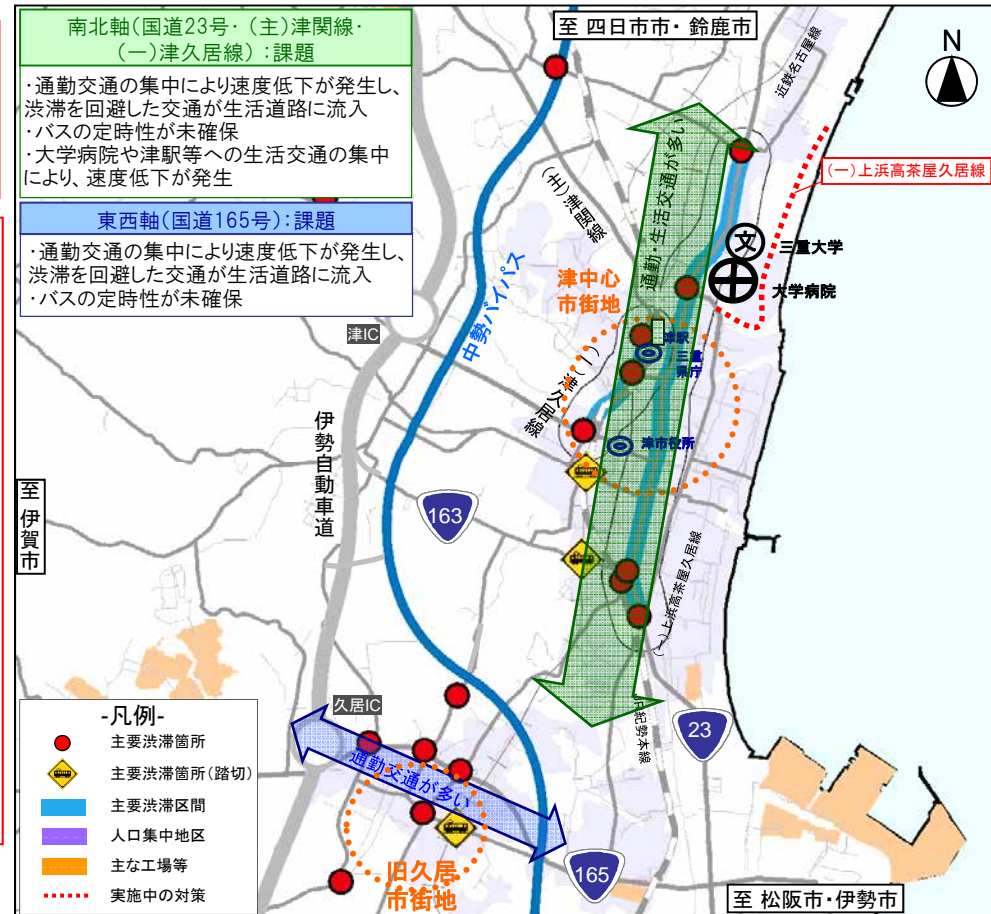 南北軸(国道23号・(主)津関線・
(一)津久居線):課題
・通勤交通の集中により速度低下が発生し、
渋滞を回避した交通が生活道路に流入
・バスの定時性が未確保
・大学病院や津駅等への生活交通の集中
により、速度低下が発生
東西軸(国道165号):課題
・通勤交通の集中により速度低下が発生し、
渋滞を回避した交通が生活道路に流入
・バスの定時性が未確保
至 四日市市・鈴鹿市
N
近鉄名古屋線
(一)上浜高茶屋久居線
(主)津関線
通勤・生活交通が多い
文
三重大学
大学病院
津中心
市街地
中勢バイパス
津IC
津駅
三重
県庁
(一)津久居線
津市役所
伊勢自動車道
至伊賀市
163
(一)上浜高茶屋久居線
久居IC
紀勢本線
23
通勤交通が多い
旧久居
市街地
165
至 松阪市・伊勢市
-凡例-
主要渋滞箇所
主要渋滞箇所(踏切)
主要渋滞区間
人口集中地区
主な工場等
実施中の対策